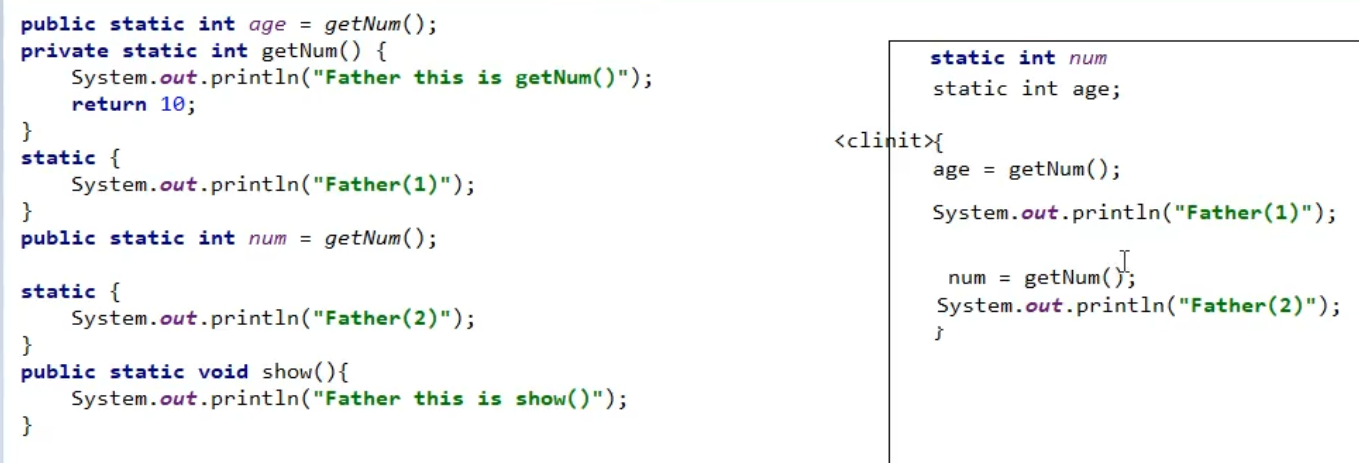 public static int age = getNum();
private static int getNum() {
System.out.println("Father this is getNum()");
return 10;
}
static {
System.out.println("Father(1)");
}
public static int num = getNum();
static {
System.out.println("Father(2)");
}
public static void show(){
System.out.println("Father this is show()");
}
static int num
static int age;
<clinit>{
age = getNum();
System.out.println("Father(1)");
num = getNum();
System.out.println("Father(2)");
}